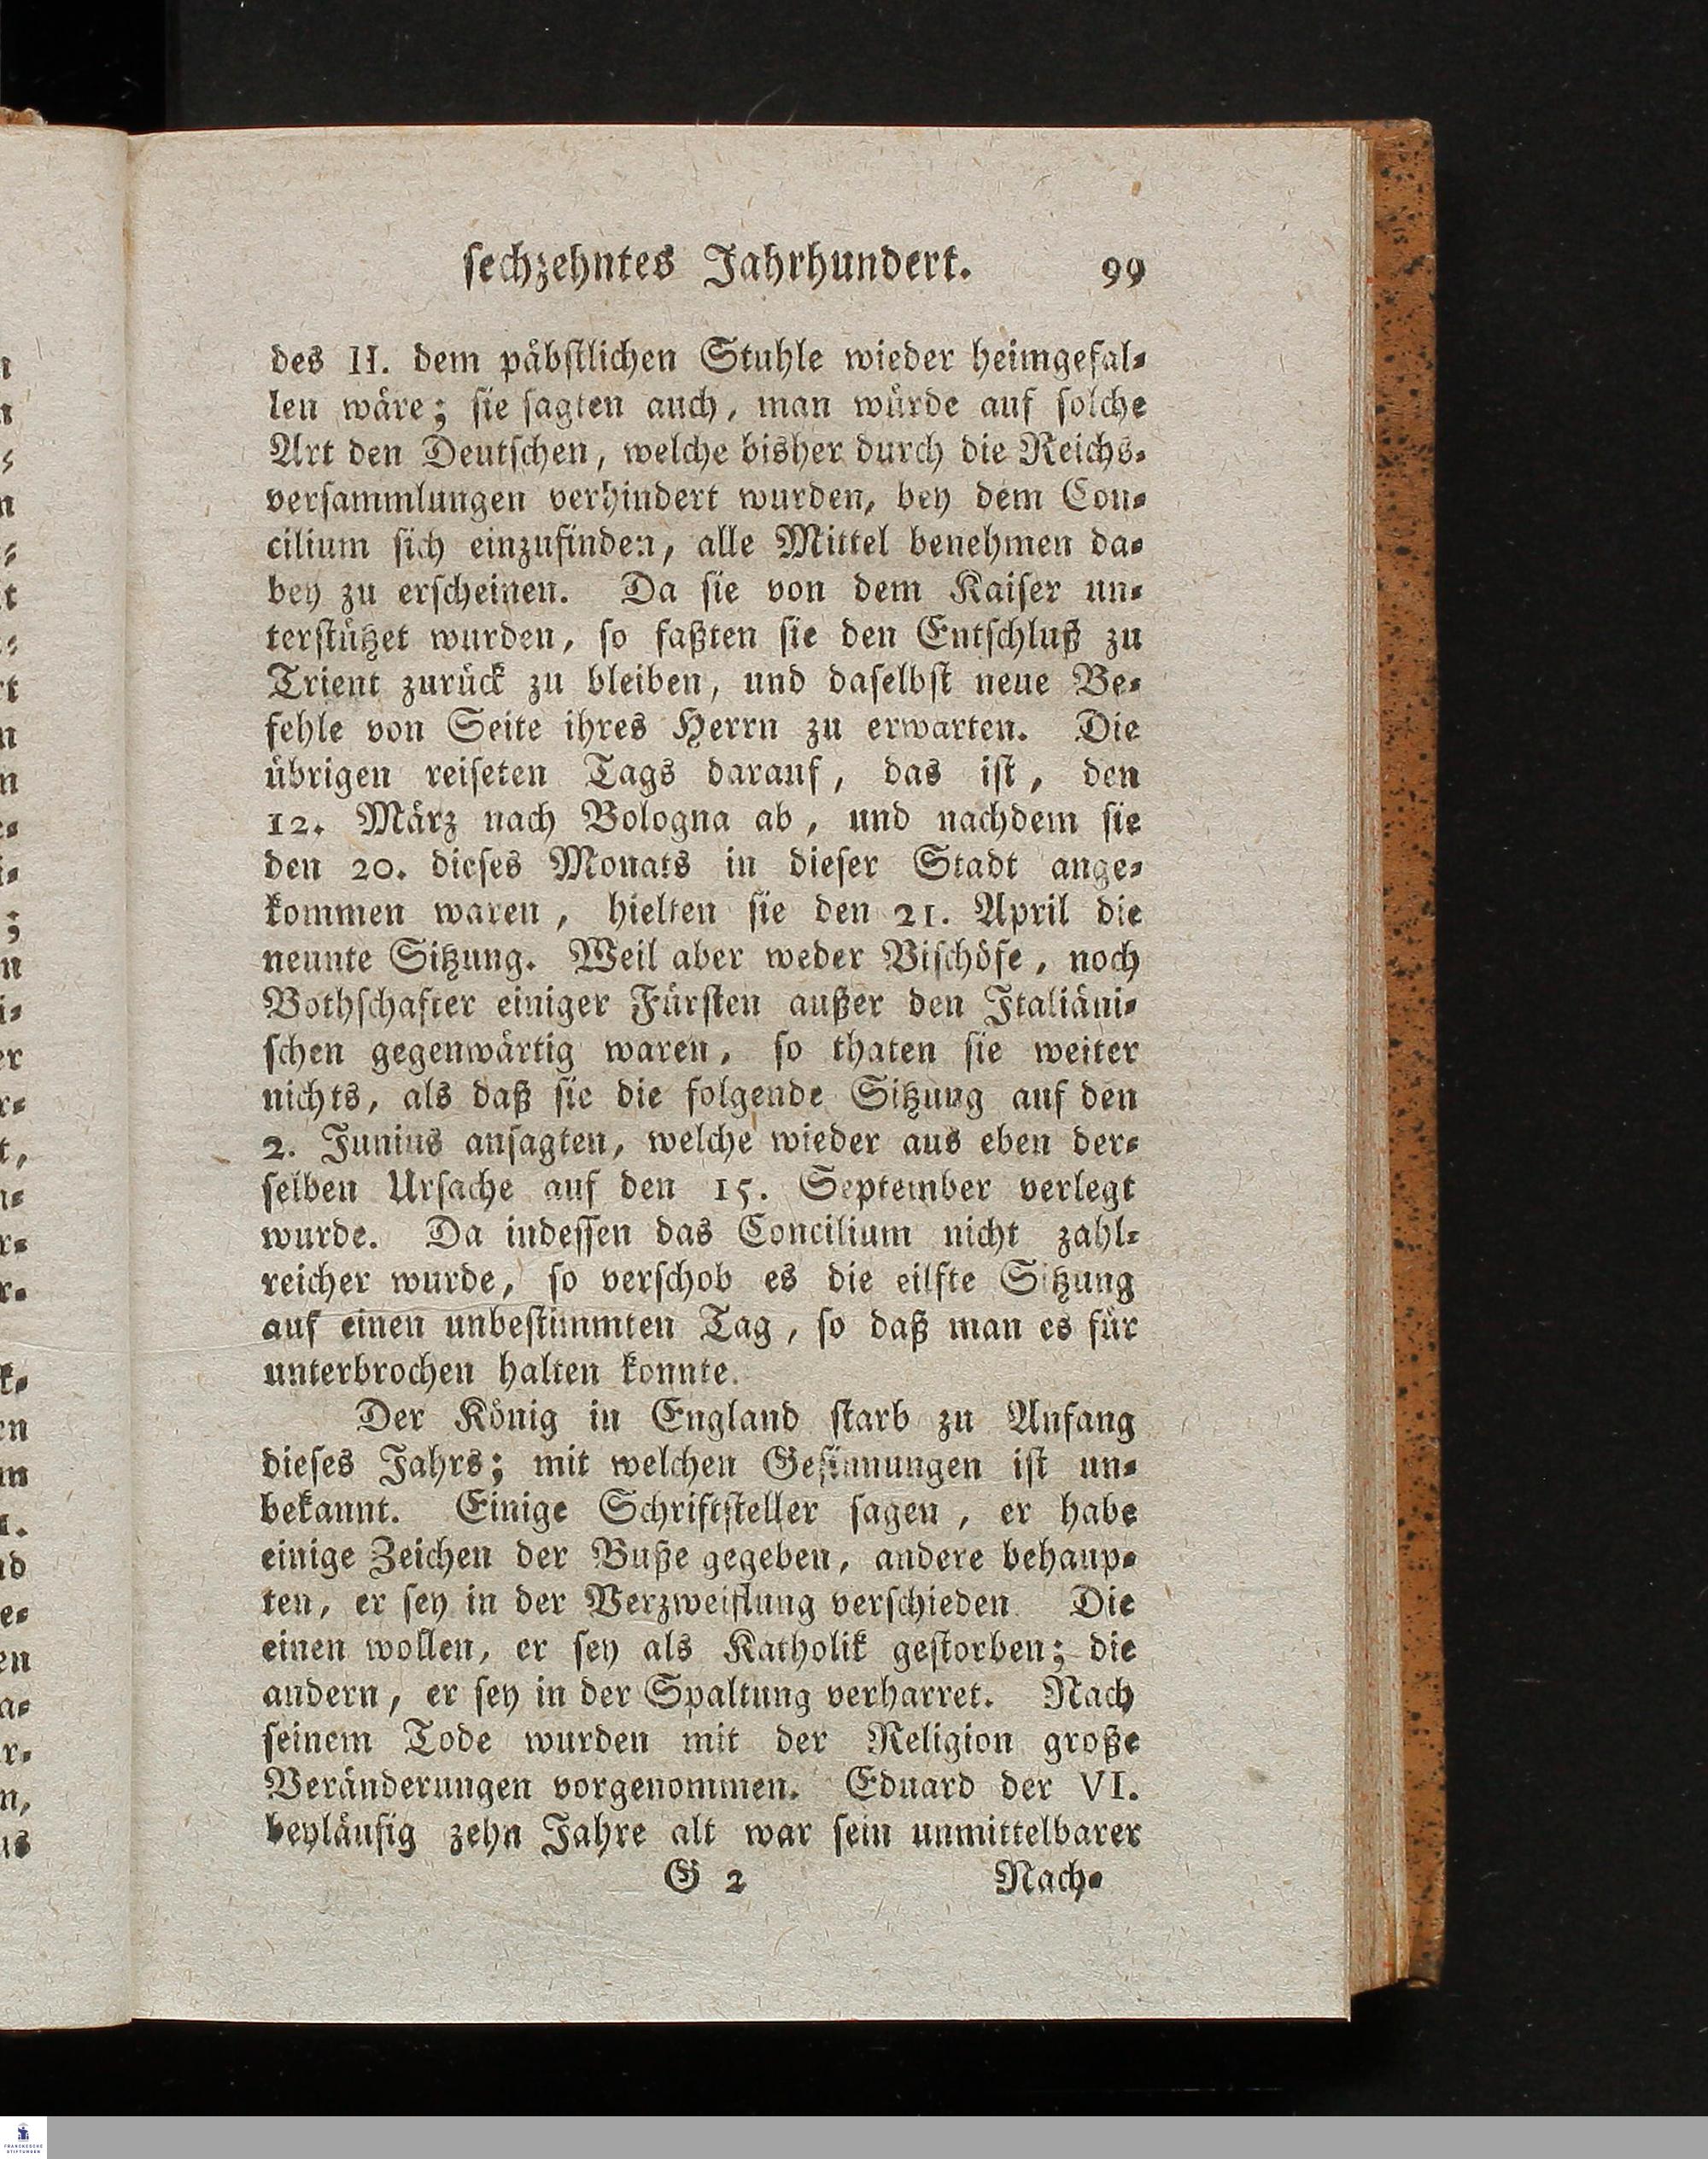 sechzehntes Jahrhundert. 99
des II. dem päbstlichen Stuhle wieder heimgefal-
len wäre; sie sagten auch, man würde auf solche
Art den Deutschen, welche bisher durch die Reichs-
versammlungen verhindert wurden, bey dem Con-
cilium sich einzufinden, alle Mittel benehmen da-
bey zu erscheinen. Da sie von dem Kaiser un-
terstützet wurden, so faßten sie den Entschluß zu
Trient zurück zu bleiben, und daselbst neue Be-
fehle von Seite ihres Herrn zu erwarten. Die
übrigen reiseten Tags darauf, das ist, den
12. März nach Bologna ab, und nachdem sie
den 20. dieses Monats in dieser Stadt ange-
kommen waren, hielten sie den 21. April die
neunte Sitzung. Weil aber weder Bischöfe, noch
Bothschafter einiger Fürsten außer den Italiäni-
schen gegenwärtig waren, so thaten sie weiter
nichts, als daß sie die folgende Sitzung auf den
2. Junius ansagten, welche wieder aus eben der-
selben Ursache auf den 15. September verlegt
wurde. Da indessen das Concilium nicht zahl-
reicher wurde, so verschob es die eilfte Sitzung
auf einen unbestimmten Tag, so daß man es für
unterbrochen halten konnte.
Der König in England starb zu Anfang
dieses Jahrs; mit welchen Gesinnungen ist un-
bekannt. Einige Schriftsteller sagen, er habe
einige Zeichen der Buße gegeben, andere behaup-
ten, er sey in der Verzweiflung verschieden. Die
einen wollen, er sey als Katholik gestorben; die
andern, er sey in der Spaltung verharret. Nach
seinem Tode wurden mit der Religion große
Veränderungen vorgenommen. Eduard der VI.
beyläufig zehn Jahre alt war sein unmittelbarer
G 2 Nach-
FRANCKESCHE
STIFTUNGEN